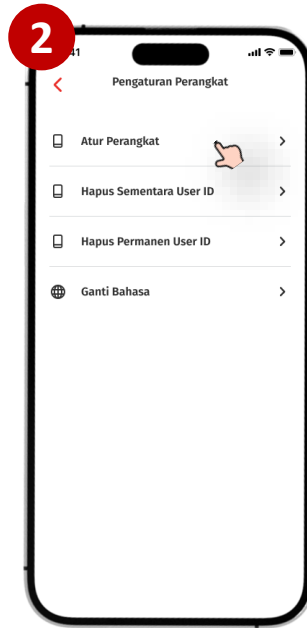 2
41
Pengaturan Perangkat
Atur Perangkat
Hapus Sementara User ID
Hapus Permanen User ID
Ganti Bahasa